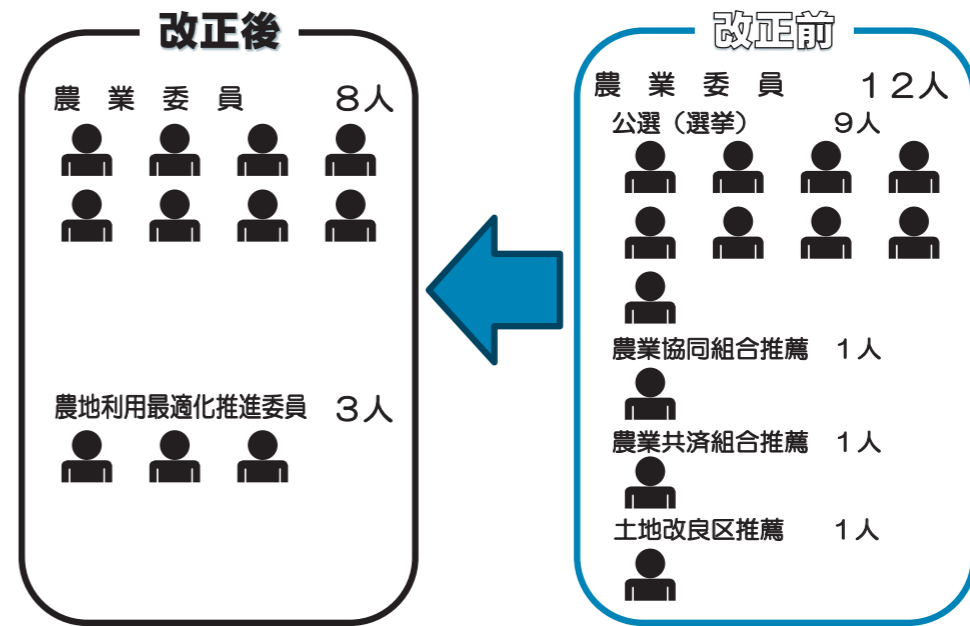 改正後
農業委員 8人
農地利用最適化推進委員 3人
改正前
農業委員 12人
公選（選挙） 9人
農業協同組合推薦 1人
農業共済組合推薦 1人
土地改良区推薦 1人